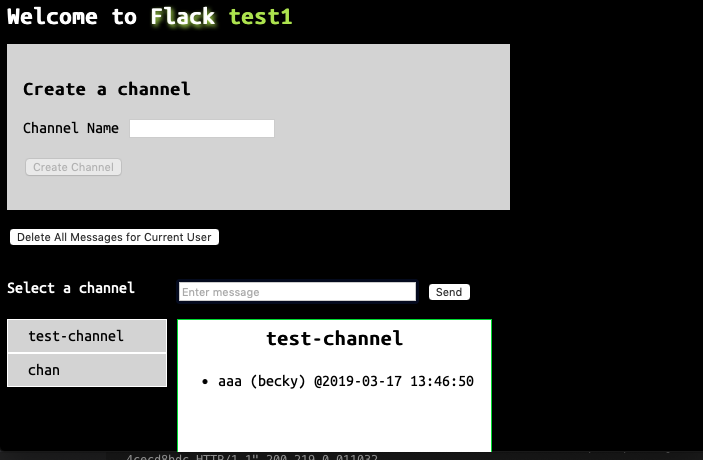 Welcome to Flack test1
Create a channel
Channel Name
Create Channel
Delete All Messages for Current User
Select a channel
Enter message
Send
test-channel
chan
test-channel
• aaa (becky) @2019-03-17 13:46:50
HTTP/1.1" 200 219 0.011032